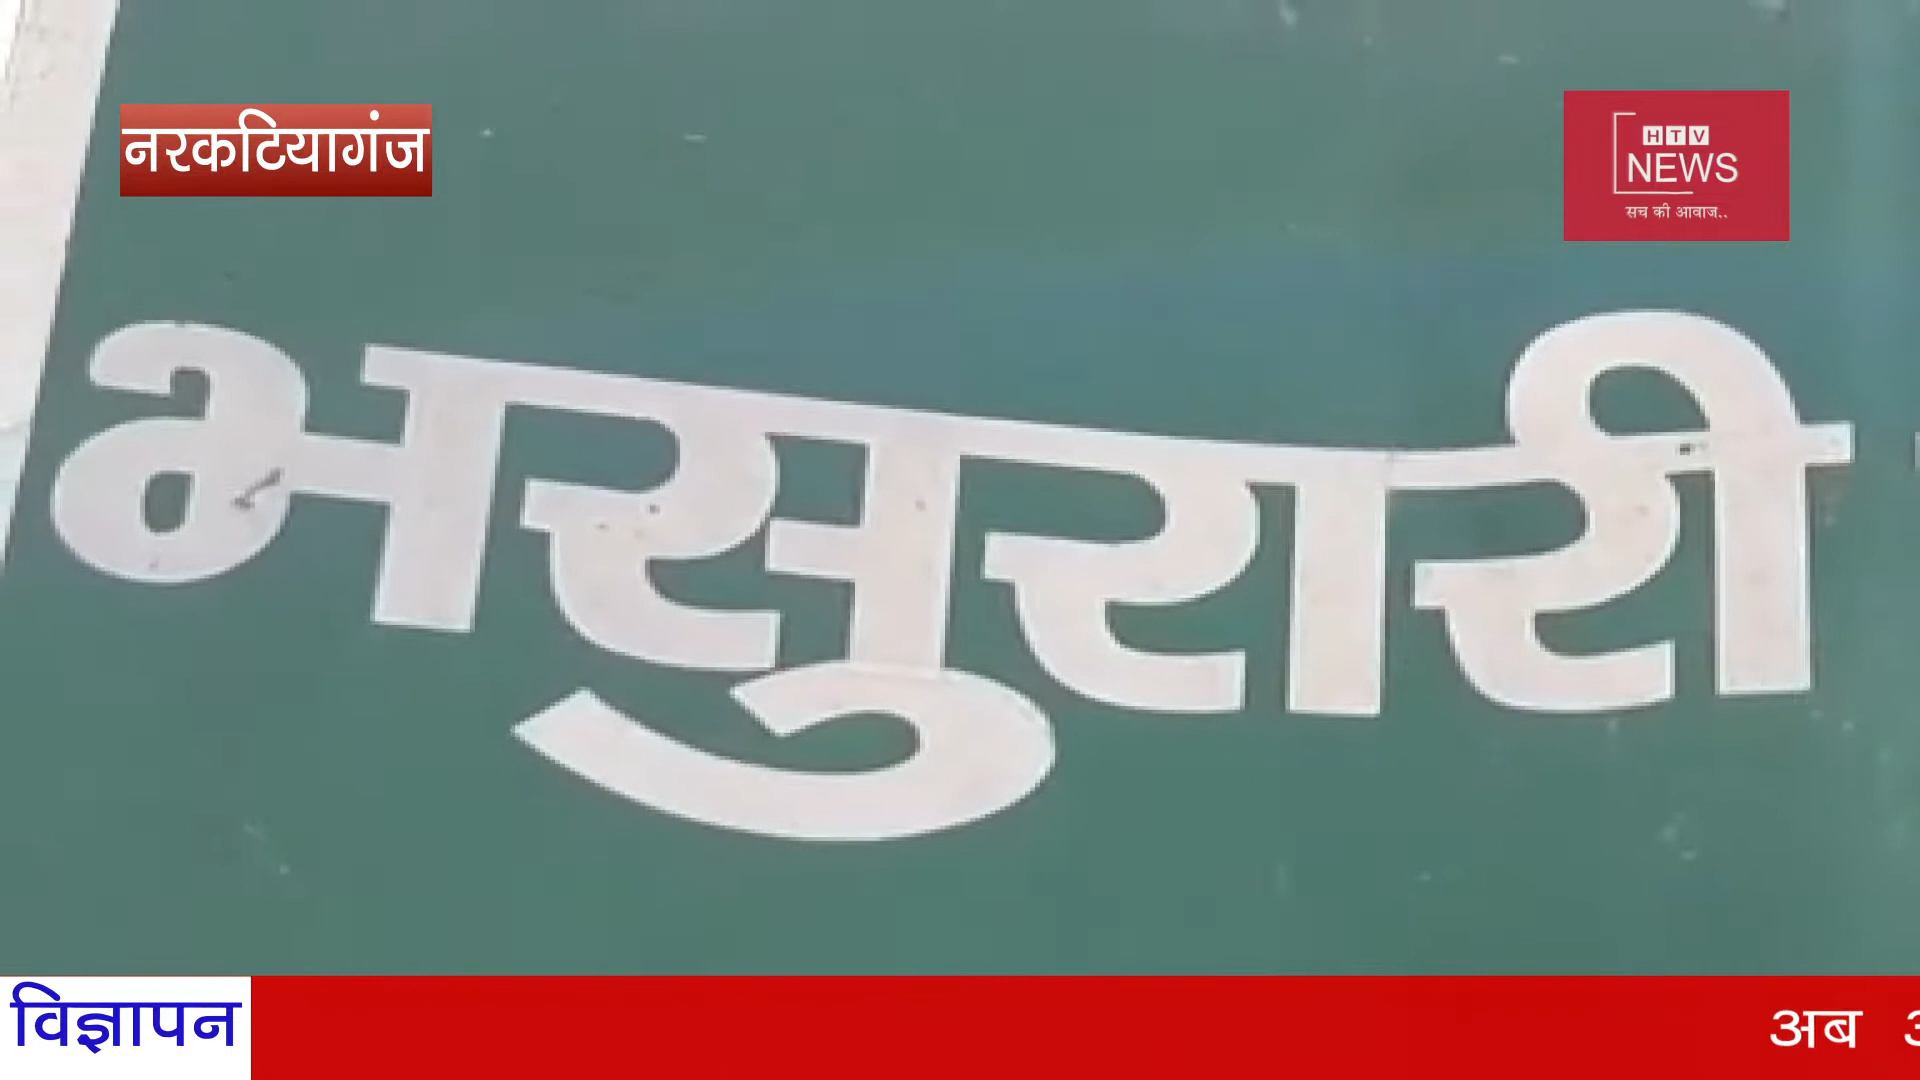 नरकटियागंज
HTV
NEWS
सच की आवाज..
भसुरारी
विज्ञापन
अब